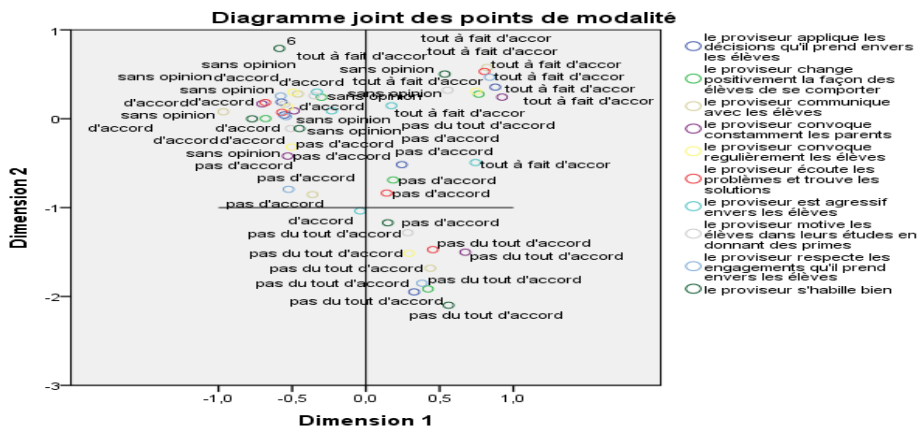 Diagramme joint des points de modalité
1
6
tout à fait d'accor
tout à fait d'accor
tout à fait d'accor
sans opinion
sans opinion
tout à fait d'accor
sans opinion
d'accord
d'accord
tout à fait d'accor
tout à fait d'accor
sans opinion
sans opinion
sans opinion
d'accord
d'accord
d'accord
tout à fait d'accor
sans opinion
sans opinion
tout à fait d'accor
0
d'accord
d'accord
sans opinion
pas du tout d'accord
d'accord
d'accord
pas d'accord
pas d'accord
sans opinion
pas d'accord
pas d'accord
tout à fait d'accor
pas d'accord
pas d'accord
pas d'accord
pas d'accord
-1
d'accord
pas d'accord
pas du tout d'accord
pas d'accord
pas du tout d'accord
pas du tout d'accord
pas du tout d'accord
pas du tout d'accord
pas du tout d'accord
-2
pas du tout d'accord
pas du tout d'accord
-3
-1,0
-0,5
0,0
0,5
1,0
Dimension 1
Dimension 2
le proviseur applique les
décisions qu'il prend envers
les élèves
le proviseur change
positivement la façon des
élèves de se comporter
le proviseur communique
avec les élèves
le proviseur convoque
constamment les parents
le proviseur convoque
regulièrement les élèves
le proviseur écoute les
problèmes et trouve les
solutions
le proviseur est agressif
envers les élèves
le proviseur motive les
élèves dans leurs études en
donnant des primes
le proviseur respecte les
engagements qu'il prend
envers les élèves
le proviseur s'habille bien